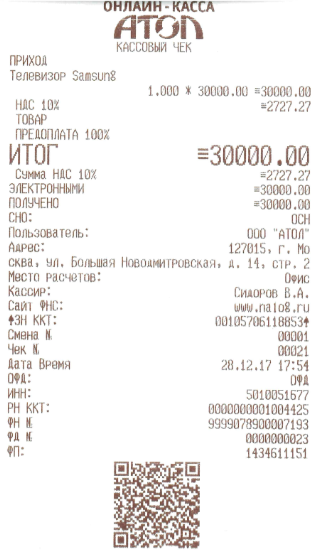 ОНЛАЙН-КАССА
АТОЛ
КАССОВЫЙ ЧЕК
ПРИХОД
Телевизор Samsung
1.000 * 30000.00 ≡30000.00
НДС 10% ≡2727.27
ТОВАР
ПРЕДОПЛАТА 100%
ИТОГ ≡30000.00
Сумма НДС 10% ≡2727.27
ЭЛЕКТРОННЫМИ ≡30000.00
ПОЛУЧЕНО ≡30000.00
СНО: ОСН
Пользователь: ООО "АТОЛ"
Адрес: 127015, г. Мо
сква, ул. Большая Новодмитровская, д. 14, стр. 2
Место расчетов: Офис
Кассир: Сидоров В.А.
Сайт ФНС: www.nalog.ru
ЗН ККТ: 00105706118853
Смена № 00001
Чек № 00021
Дата Время 28.12.17 17:54
ОФД: ОФД
ИНН: 5010051677
РН ККТ: 0000000001004425
ФН № 9999078900007193
ФД № 0000000023
ФП: 1434611151